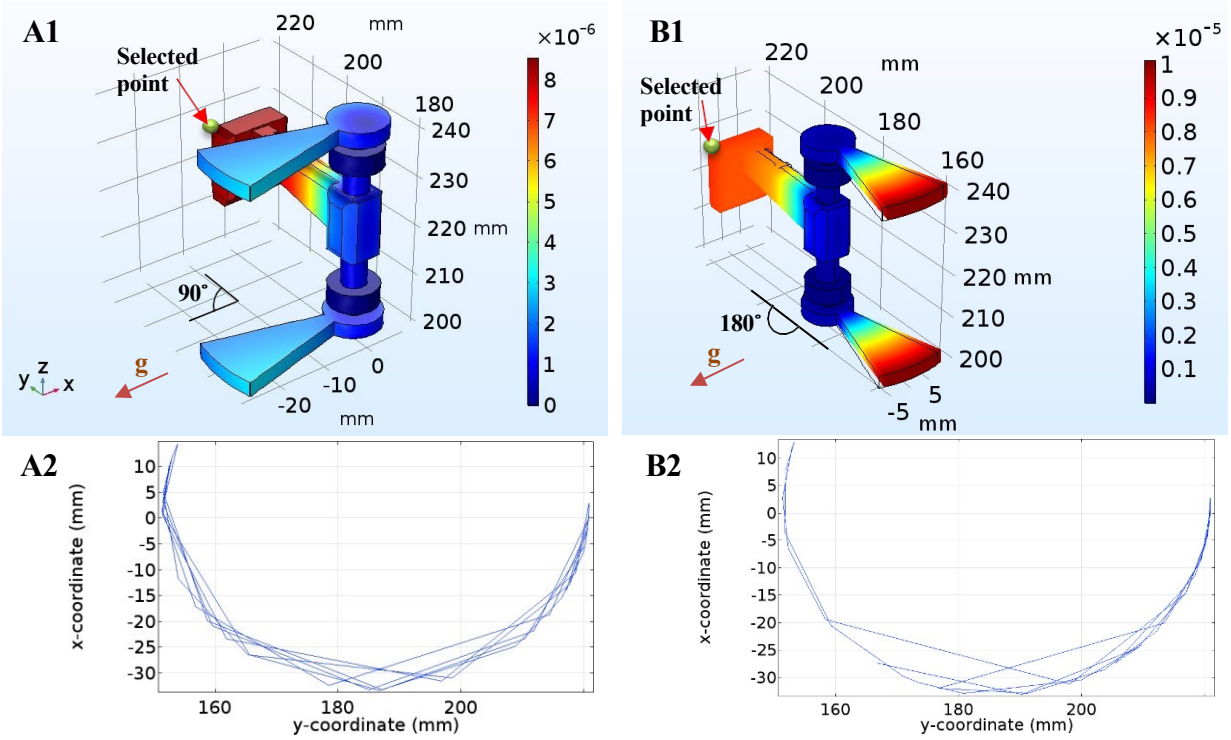 A1
Selected
point
220
mm
200
180
240
230
220 mm
210
200
0
-10
-20
mm
90°
g
y z x
×10⁻⁶
8
7
6
5
4
3
2
1
0
B1
Selected
point
220
mm
200
180
160
240
230
220 mm
210
200
5
-5
mm
180°
g
×10⁻⁵
1
0.9
0.8
0.7
0.6
0.5
0.4
0.3
0.2
0.1
A2
x-coordinate (mm)
10
5
0
-5
-10
-15
-20
-25
-30
160 180 200
y-coordinate (mm)
B2
x-coordinate (mm)
10
5
0
-5
-10
-15
-20
-25
-30
160 180 200
y-coordinate (mm)